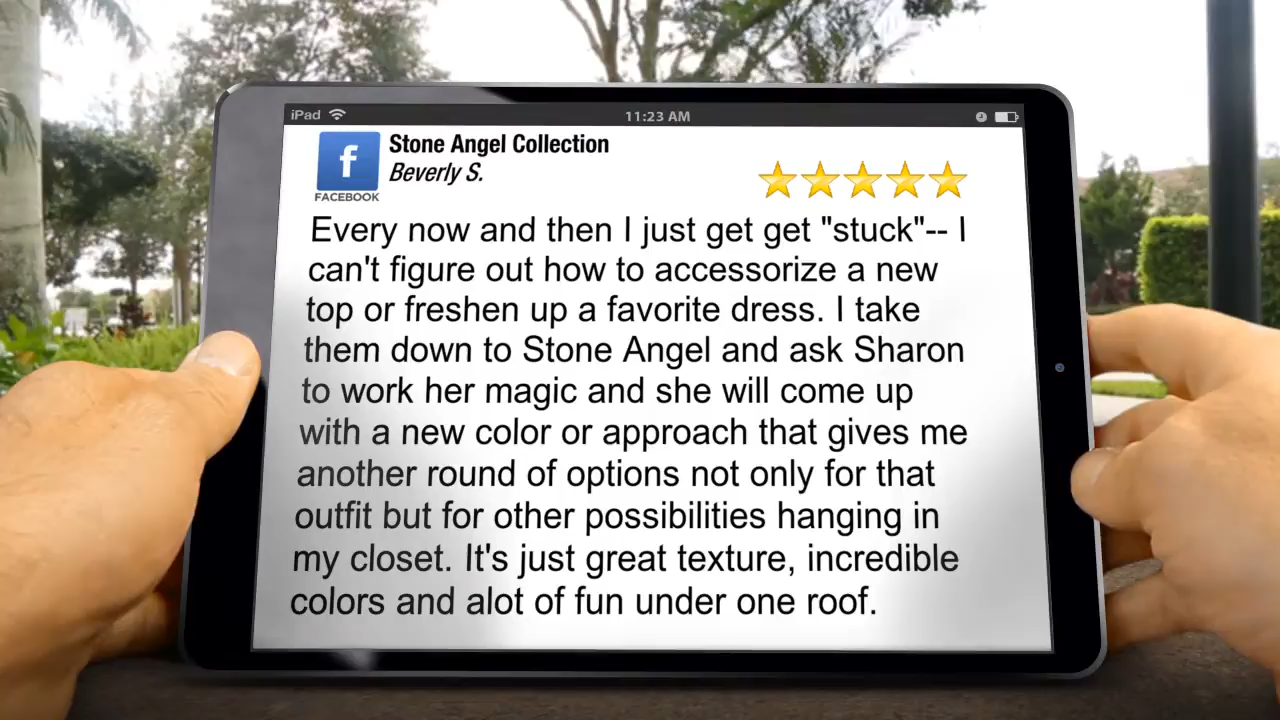 iPad
11:23 AM
f
FACEBOOK
Stone Angel Collection
Beverly S.
Every now and then I just get get "stuck"-- I
can't figure out how to accessorize a new
top or freshen up a favorite dress. I take
them down to Stone Angel and ask Sharon
to work her magic and she will come up
with a new color or approach that gives me
another round of options not only for that
outfit but for other possibilities hanging in
my closet. It's just great texture, incredible
colors and alot of fun under one roof.